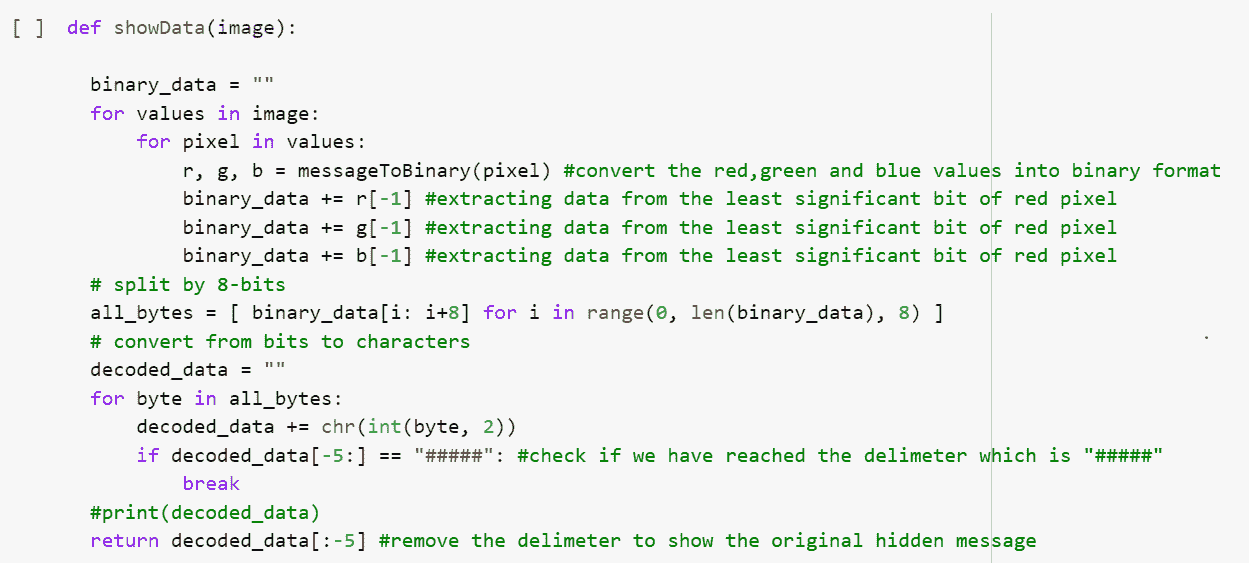 [ ] def showData(image):
binary_data = ""
for values in image:
for pixel in values:
r, g, b = messageToBinary(pixel) #convert the red,green and blue values into binary format
binary_data += r[-1] #extracting data from the least significant bit of red pixel
binary_data += g[-1] #extracting data from the least significant bit of red pixel
binary_data += b[-1] #extracting data from the least significant bit of red pixel
# split by 8-bits
all_bytes = [ binary_data[i: i+8] for i in range(0, len(binary_data), 8) ]
# convert from bits to characters
decoded_data = ""
for byte in all_bytes:
decoded_data += chr(int(byte, 2))
if decoded_data[-5:] == "#####": #check if we have reached the delimeter which is "#####"
break
#print(decoded_data)
return decoded_data[:-5] #remove the delimeter to show the original hidden message